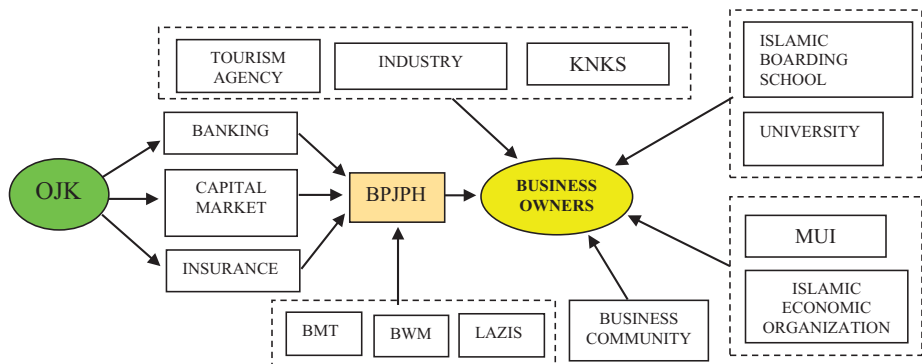 TOURISM
AGENCY
INDUSTRY
KNKS
ISLAMIC
BOARDING
SCHOOL
UNIVERSITY
BANKING
OJK
CAPITAL
MARKET
BPJPH
BUSINESS
OWNERS
INSURANCE
MUI
ISLAMIC
ECONOMIC
ORGANIZATION
BMT
BWM
LAZIS
BUSINESS
COMMUNITY